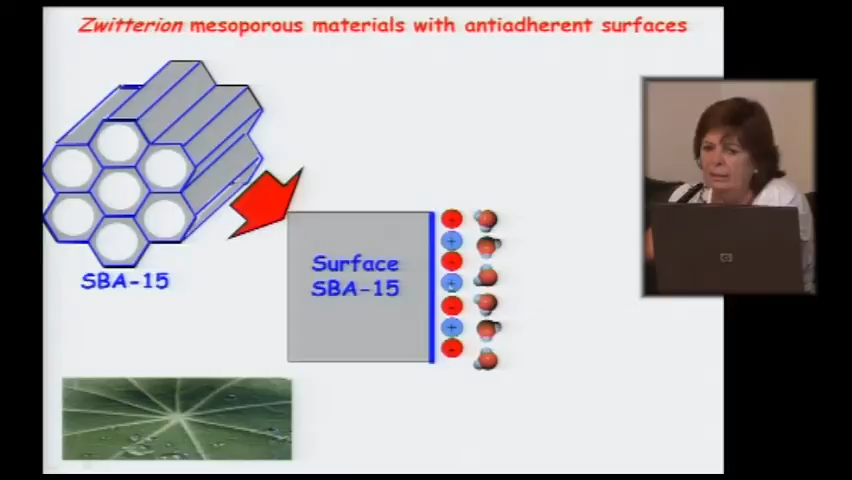 Zwitterion mesoporous materials with antiadherent surfaces
SBA-15
Surface
SBA-15